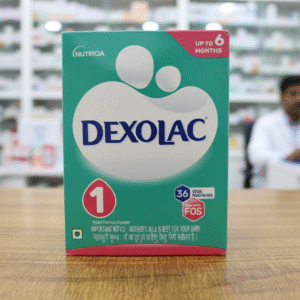 NUTRICIA
UP TO 6
MONTHS
DEXOLAC
1
36 Vital
Nutrients
FOS
Infant Formula Powder
IMPORTANT NOTICE : MOTHER'S MILK IS BEST FOR YOUR BABY